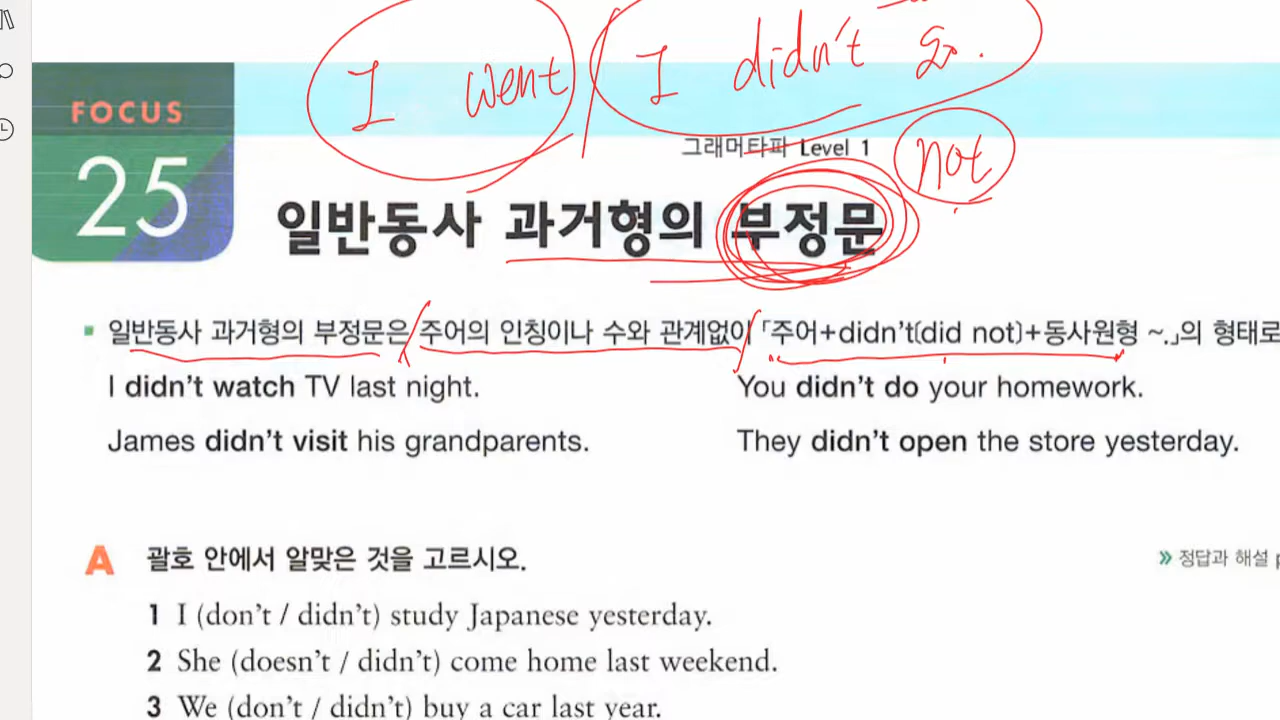 I went I didn't go.
FOCUS
25
그래머타파 Level 1
not
일반동사 과거형의 부정문
일반동사 과거형의 부정문은 주어의 인칭이나 수와 관계없이 「주어+didn't(did not)+동사원형 ~.」의 형태로
I didn't watch TV last night. You didn't do your homework.
James didn't visit his grandparents. They didn't open the store yesterday.
A 괄호 안에서 알맞은 것을 고르시오.
» 정답과 해설 p
1 I (don't / didn't) study Japanese yesterday.
2 She (doesn't / didn't) come home last weekend.
3 We (don't / didn't) buy a car last year.